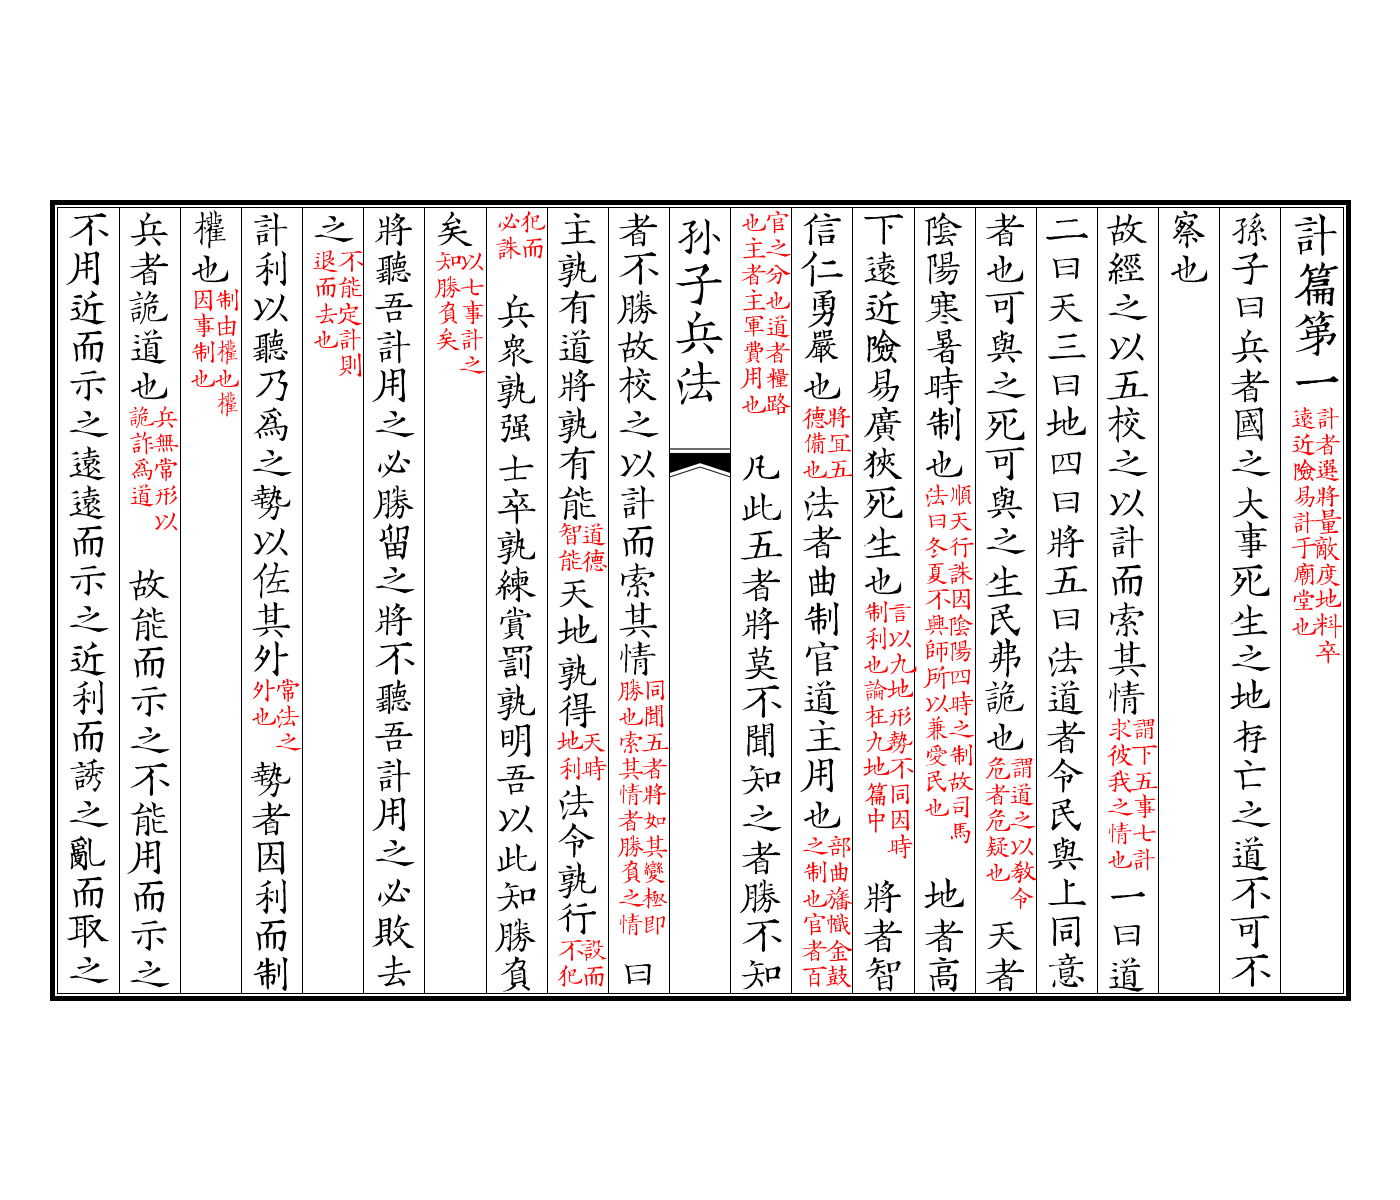 計篇第一計者選將量敵度地料卒遠近險易計于廟堂也
孫子曰兵者國之大事死生之地存亡之道不可不
察也
故經之以五校之以計而索其情謂下五事七計求彼我之情也一曰道
二曰天三曰地四曰將五曰法道者令民與上同意
者也可與之死可與之生民弗詭也謂道之以教令危者危疑也天者
陰陽寒暑時制也順天行誅因陰陽四時之制故司馬法曰冬夏不興師所以兼愛民也地者高
下遠近險易廣狹死生也言以九地形勢不同因時制利也論在九地篇中將者智
信仁勇嚴也將宜五德備也法者曲制官道主用也部曲旛幟金鼓之制也官者百
官之分也道者糧路也主者主軍費用也凡此五者將莫不聞知之者勝不知
孙子兵法
者不勝故校之以計而索其情同聞五者將如其變極即勝也索其情者勝負之情曰
主孰有道將孰有能道德智能天地孰得天時地利法令孰行設而不犯
犯而必誅兵衆孰强士卒孰練賞罰孰明吾以此知勝負
矣以七事計之知勝負矣
將聽吾計用之必勝留之將不聽吾計用之必敗去
之不能定計則退而去也
計利以聽乃爲之勢以佐其外常法之外也勢者因利而制
權也制由權也權因事制也
兵者詭道也兵無常形以詭詐爲道故能而示之不能用而示之
不用近而示之遠遠而示之近利而誘之亂而取之